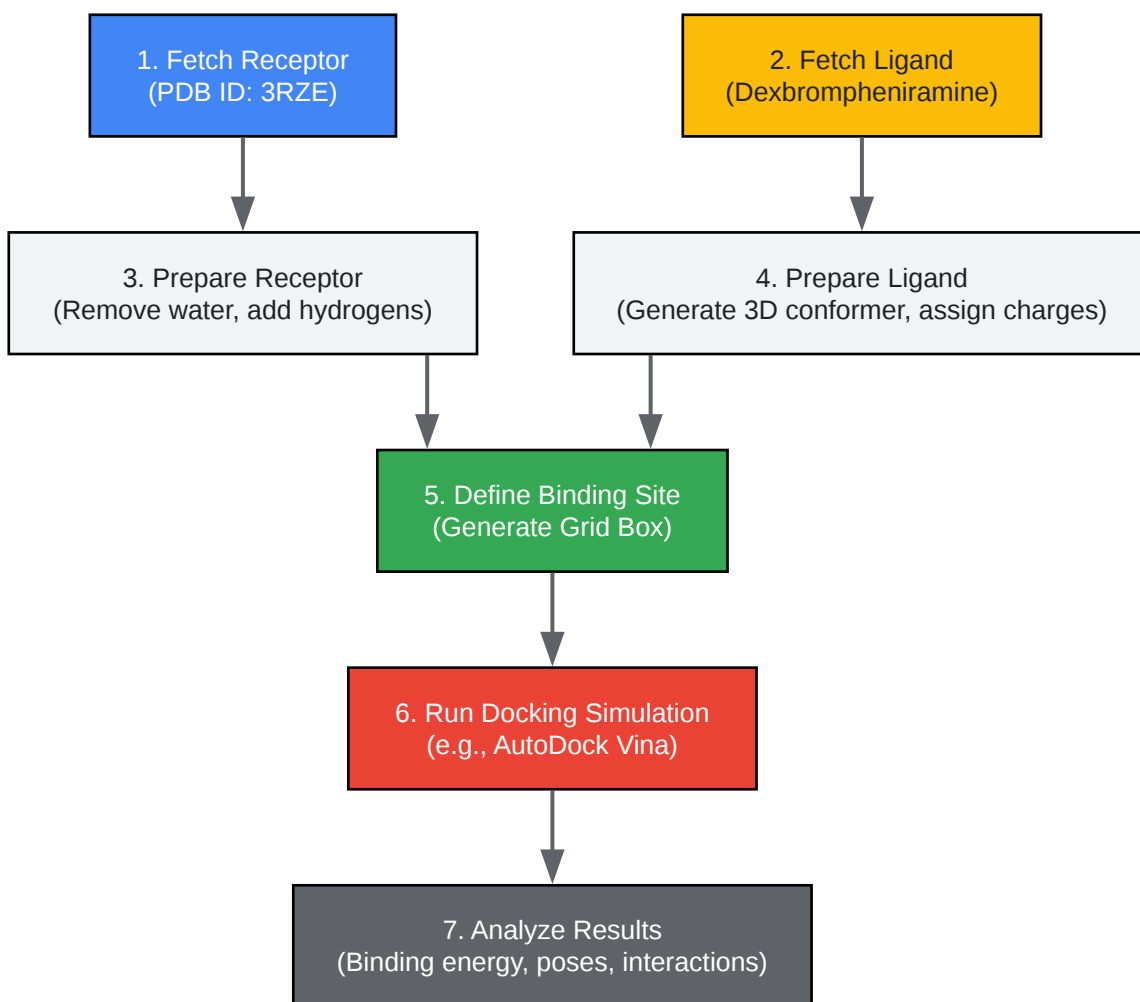 1. Fetch Receptor
(PDB ID: 3RZE)
2. Fetch Ligand
(Dexbrompheniramine)
3. Prepare Receptor
(Remove water, add hydrogens)
4. Prepare Ligand
(Generate 3D conformer, assign charges)
5. Define Binding Site
(Generate Grid Box)
6. Run Docking Simulation
(e.g., AutoDock Vina)
7. Analyze Results
(Binding energy, poses, interactions)